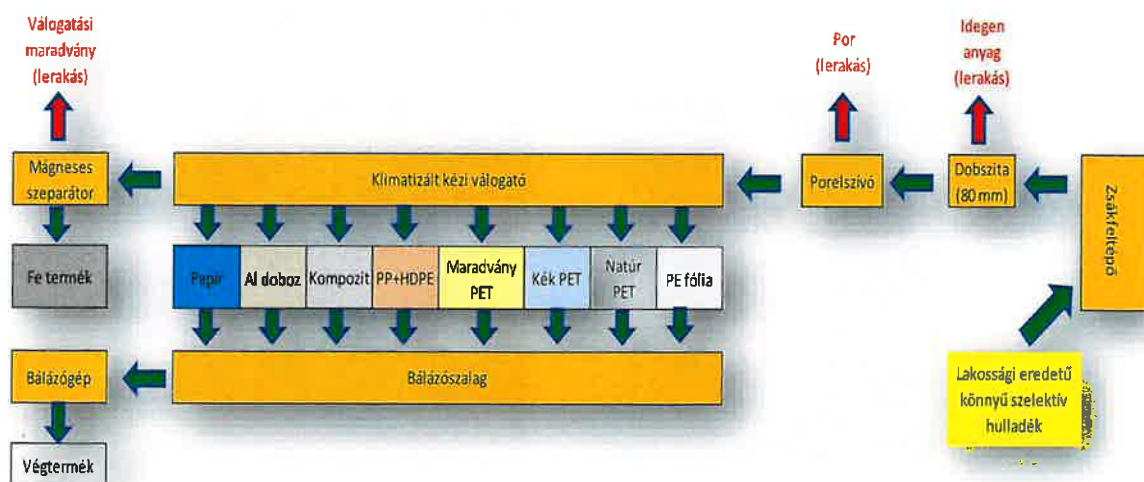 Válogatási
maradvány
(lerakás)
Por
(lerakás)
Idegen
anyag
(lerakás)
Mágneses
szeparátor
Klimatizált kézi válogató
Porelszívó
Dobszita
(80 mm)
Zsákfeltépő
Fe termék
Papír
Al doboz
Kompozit
PP+HDPE
Maradvány
PET
Kék PET
Natúr
PET
PE fólia
Bálázógép
Bálázószalag
Lakossági eredetű
könnyű szelektív
hulladék
Végtermék